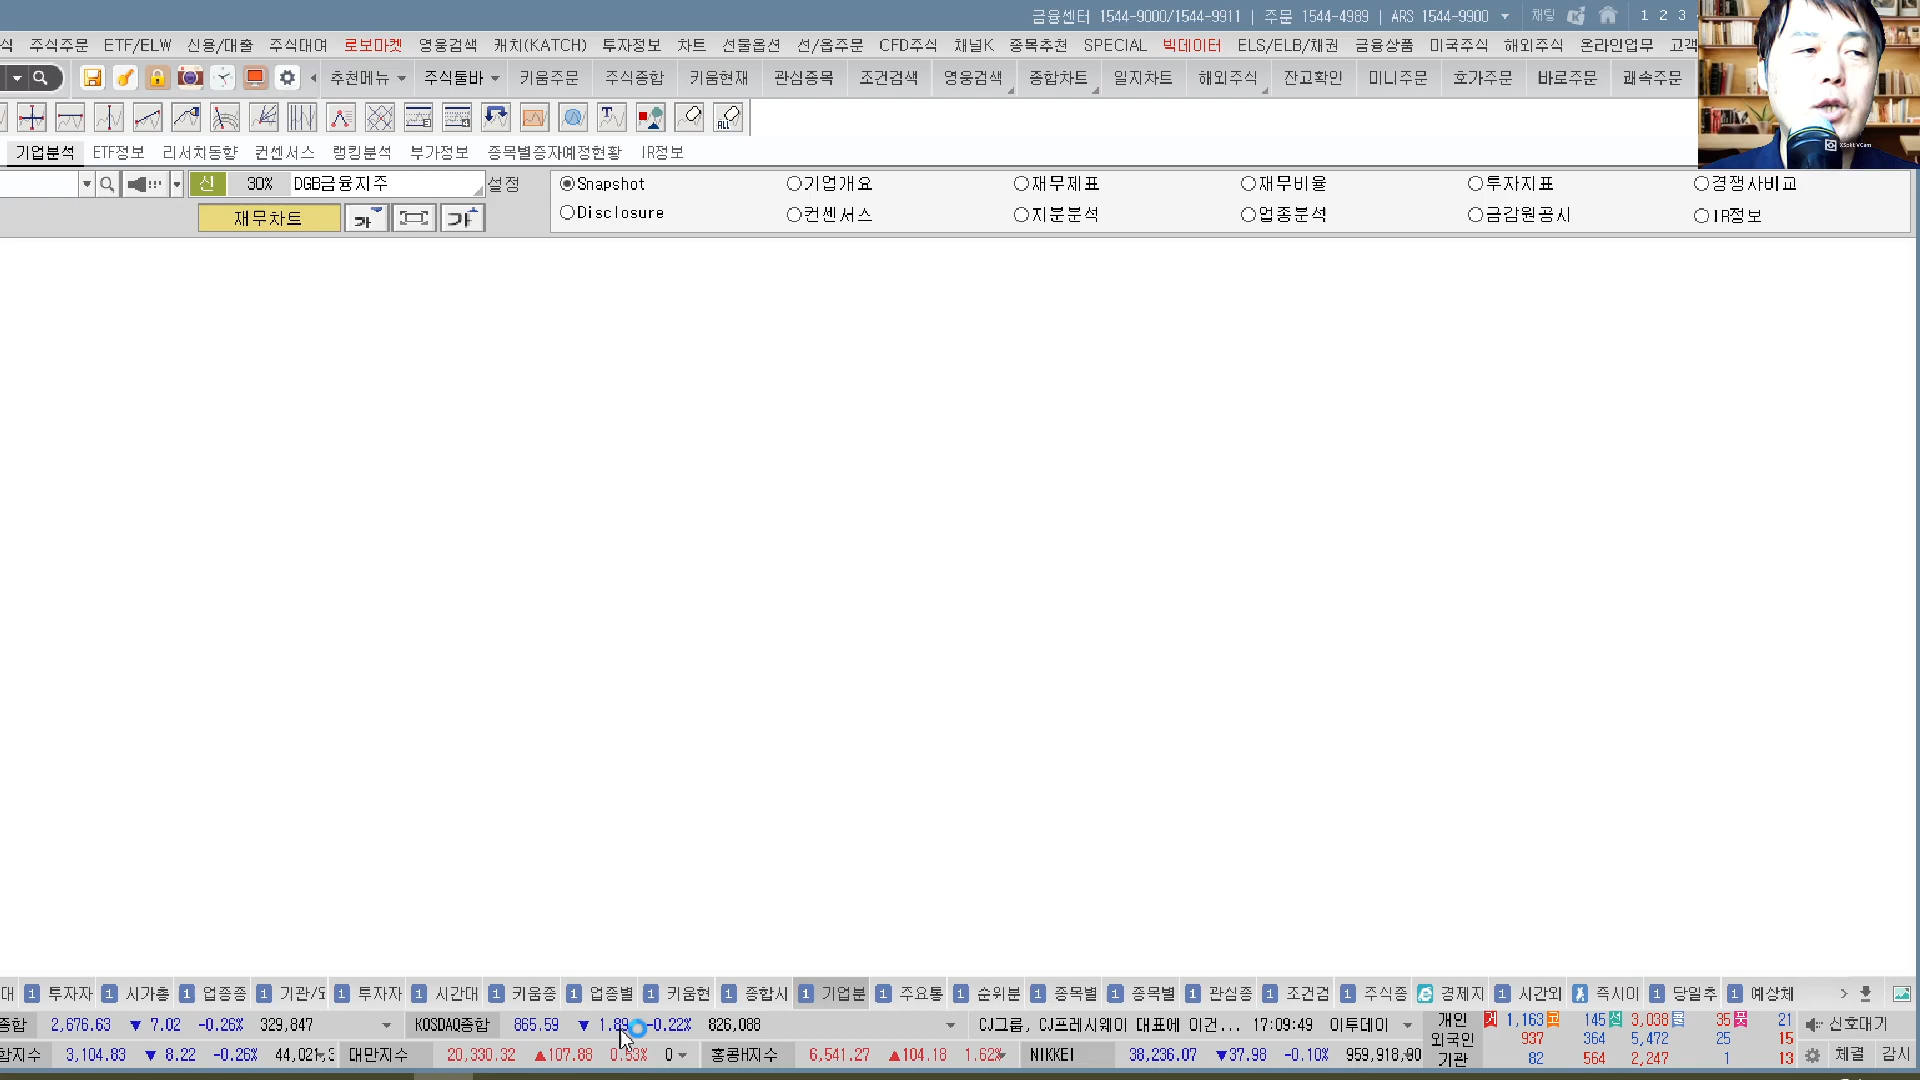 금융센터 1544-9000/1544-9911 | 주문 1544-4989 | ARS 1544-9900 채팅 1 2 3
식 주식주문 ETF/ELW 신용/대출 주식대여 로보마켓 영웅검색 캐치(KATCH) 투자정보 차트 선물옵션 선/옵주문 CFD주식 채널K 종목추천 SPECIAL 빅데이터 ELS/ELB/채권 금융상품 미국주식 해외주식 온라인업무 고객
추천메뉴 주식툴바 키움주문 주식종합 키움현재 관심종목 조건검색 영웅검색 종합차트 일지차트 해외주식 잔고확인 미니주문 호가주문 바로주문 쾌속주문
XSplit VCam
기업분석 ETF정보 리서치동향 컨센서스 랭킹분석 부가정보 종목별증자예정현황 IR정보
신 30% DGB금융지주 설정 Snapshot 기업개요 재무제표 재무비율 투자지표 경쟁사비교
재무차트 가 가 Disclosure 컨센서스 지분분석 업종분석 금감원공시 IR정보
대 1 투자자 1 시가총 1 업종종 1 기관/외 1 투자자 1 시간대 1 키움종 1 업종별 1 키움현 1 종합시 1 기업분 1 주요통 1 순위분 1 종목별 1 종목별 1 관심종 1 조건검 1 주식종 경제지 1 시간외 즉시이 1 당일추 1 예상체
종합 2,676.63 ▼ 7.02 -0.26% 329,847 KOSDAQ종합 865.59 ▼ 1.89 -0.22% 826,088 CJ그룹, CJ프레시웨이 대표에 이건... 17:09:49 이투데이 개인 거 1,163 코 145 선 3,038 콜 35 풋 21 신호대기
외국인 937 364 5,472 25 15
합지수 3,104.83 ▼ 8.22 -0.26% 대만지수 20,330.32 ▲107.88 0.53% 0 홍콩H지수 6,541.27 ▲104.18 1.62% NIKKEI 38,236.07 ▼37.98 -0.10% 기관 82 564 2,247 1 13 체결 감시